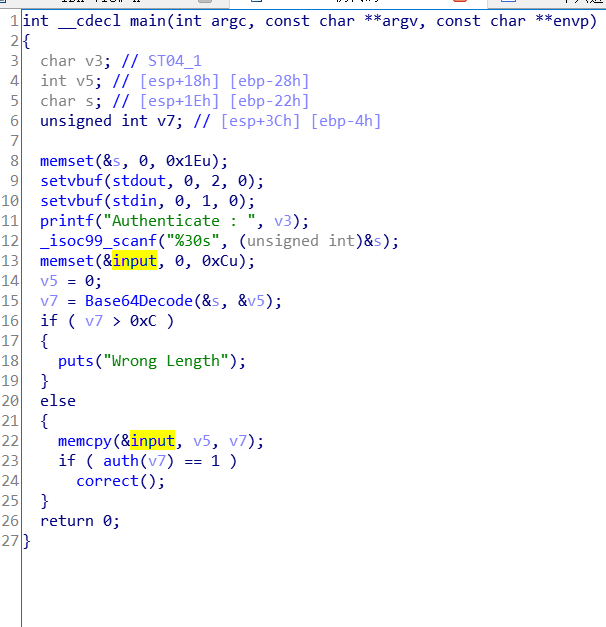 1 int __cdecl main(int argc, const char **argv, const char **envp)
2 {
3   char v3; // ST04_1
4   int v5; // [esp+18h] [ebp-28h]
5   char s; // [esp+1Eh] [ebp-22h]
6   unsigned int v7; // [esp+3Ch] [ebp-4h]
7
8   memset(&s, 0, 0x1Eu);
9   setvbuf(stdout, 0, 2, 0);
10   setvbuf(stdin, 0, 1, 0);
11   printf("Authenticate : ", v3);
12   _isoc99_scanf("%30s", (unsigned int)&s);
13   memset(&input, 0, 0xCu);
14   v5 = 0;
15   v7 = Base64Decode(&s, &v5);
16   if ( v7 > 0xC )
17   {
18     puts("Wrong Length");
19   }
20   else
21   {
22     memcpy(&input, v5, v7);
23     if ( auth(v7) == 1 )
24       correct();
25   }
26   return 0;
27 }